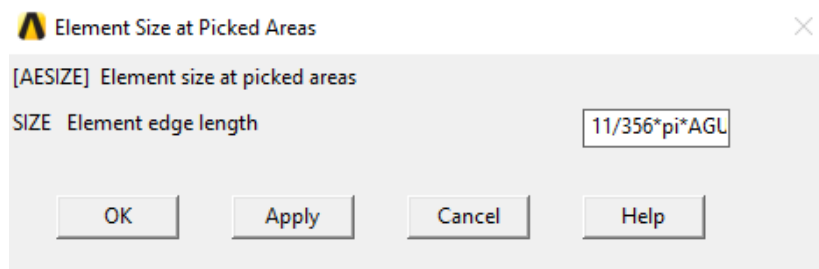 Element Size at Picked Areas
[AESIZE] Element size at picked areas
SIZE Element edge length 11/356*pi*AGL
OK Apply Cancel Help